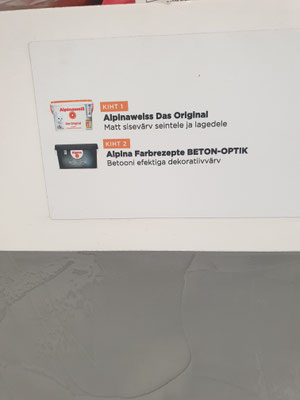 KIHT 1
Alpinaweiss Das Original
Matt sisevärv seintele ja lagedele
KIHT 2
Alpina Farbrezepte BETON-OPTIK
Betooni efektiga dekoratiivvärv